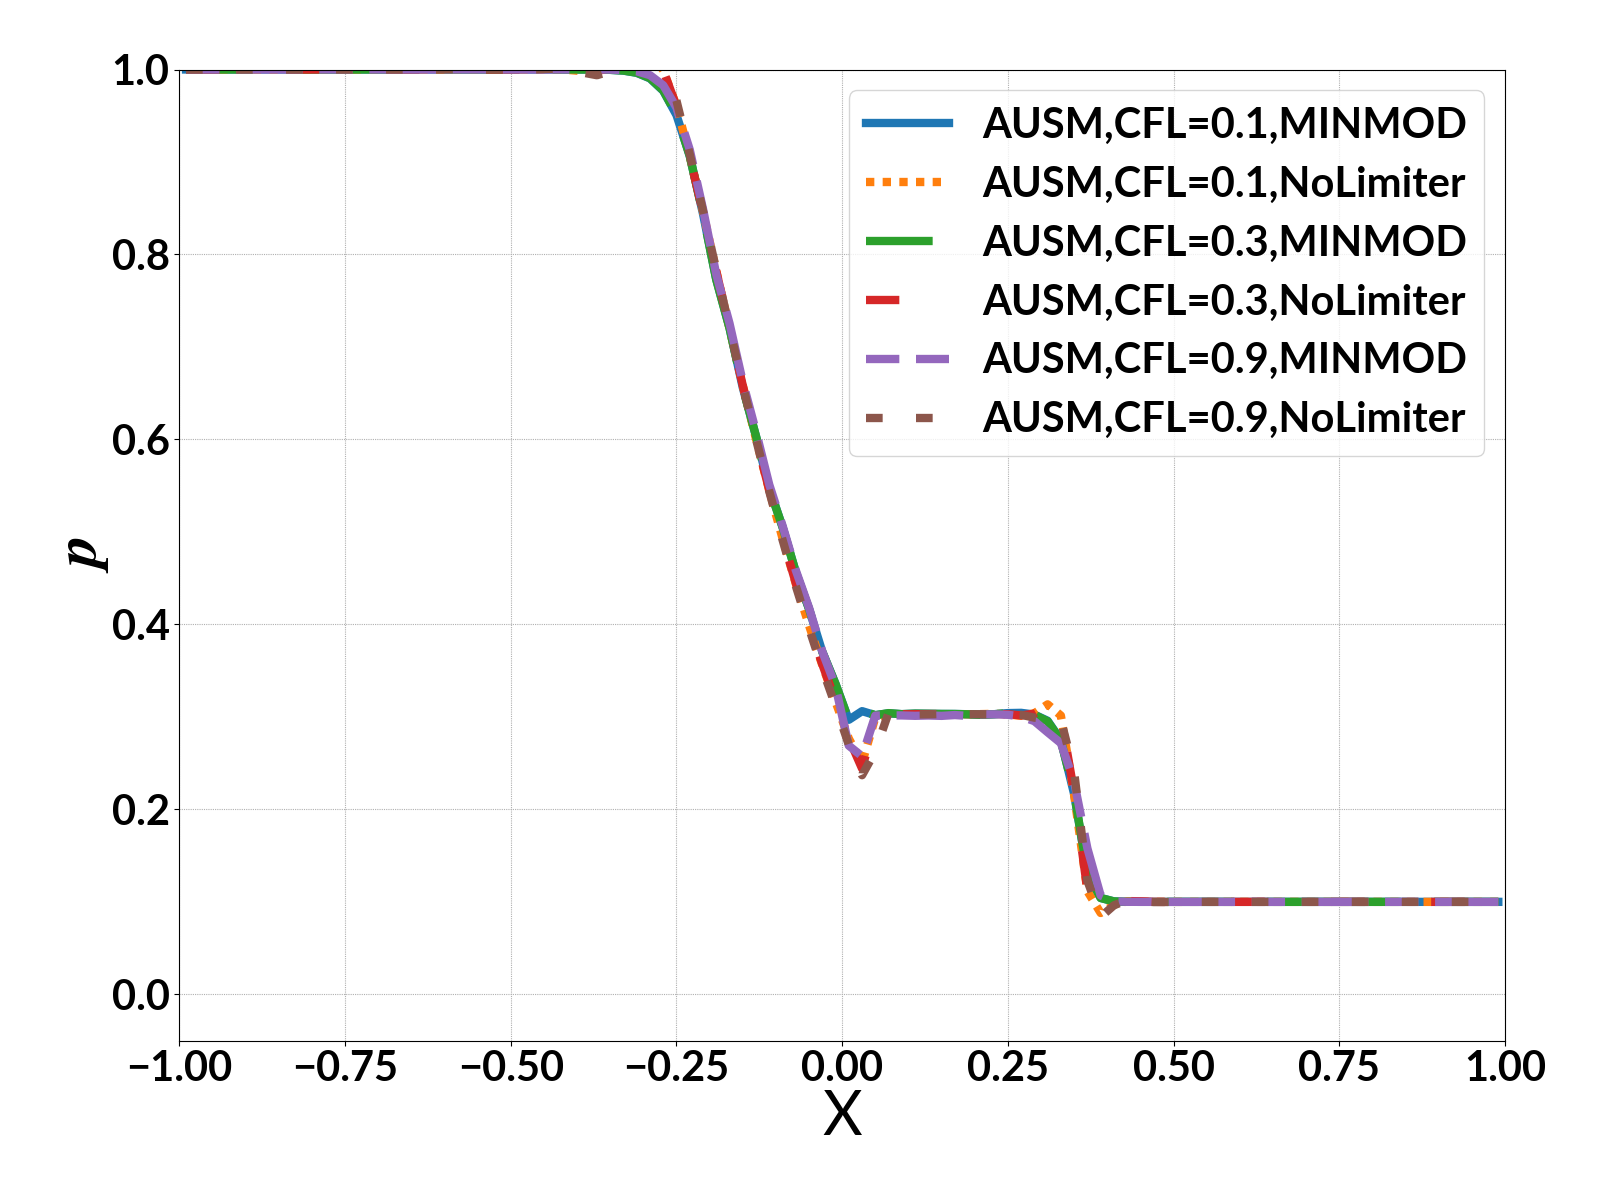 1.0
0.8
0.6
0.4
0.2
0.0
p
AUSM,CFL=0.1,MINMOD
AUSM,CFL=0.1,NoLimiter
AUSM,CFL=0.3,MINMOD
AUSM,CFL=0.3,NoLimiter
AUSM,CFL=0.9,MINMOD
AUSM,CFL=0.9,NoLimiter
−1.00 −0.75 −0.50 −0.25 0.00 0.25 0.50 0.75 1.00
X